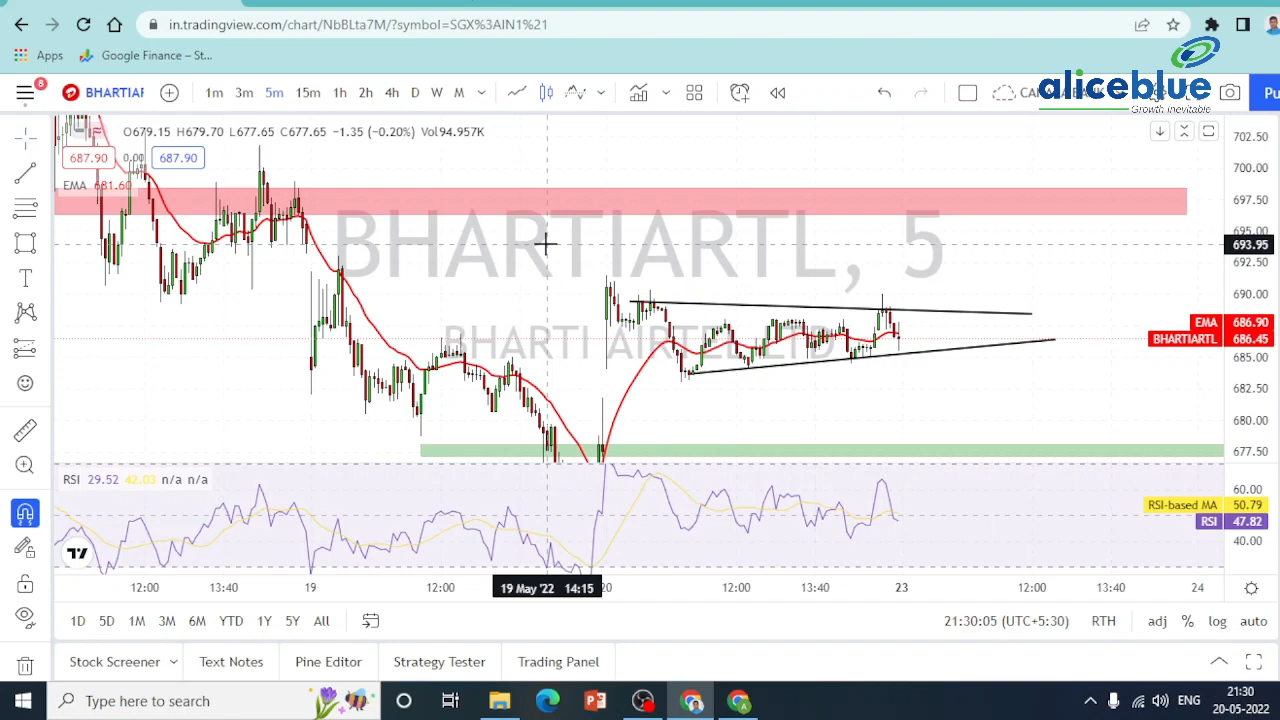 in.tradingview.com/chart/NbBLta7M/?symbol=SGX%3AIN1%21
Apps Google Finance – St...
8
BHARTIAR 1m 3m 5m 15m 1h 2h 4h D W M
aliceblue
Growth Inevitable
Pu
O679.15 H679.70 L677.65 C677.65 −1.35 (−0.20%) Vol94.957K
687.90 0.00 687.90
EMA 681.60
BHARTIARTL, 5
BHARTI AIRTEL LTD
702.50
700.00
697.50
695.00
693.95
692.50
690.00
EMA 686.90
BHARTIARTL 686.45
685.00
682.50
680.00
677.50
RSI 29.52 42.03 n/a n/a
60.00
RSI-based MA 50.79
RSI 47.82
40.00
12:00 13:40 19 12:00 19 May '22 14:15 20 12:00 13:40 23 12:00 13:40 24
1D 5D 1M 3M 6M YTD 1Y 5Y All 21:30:05 (UTC+5:30) RTH adj % log auto
Stock Screener Text Notes Pine Editor Strategy Tester Trading Panel
Type here to search
ENG
21:30
20-05-2022